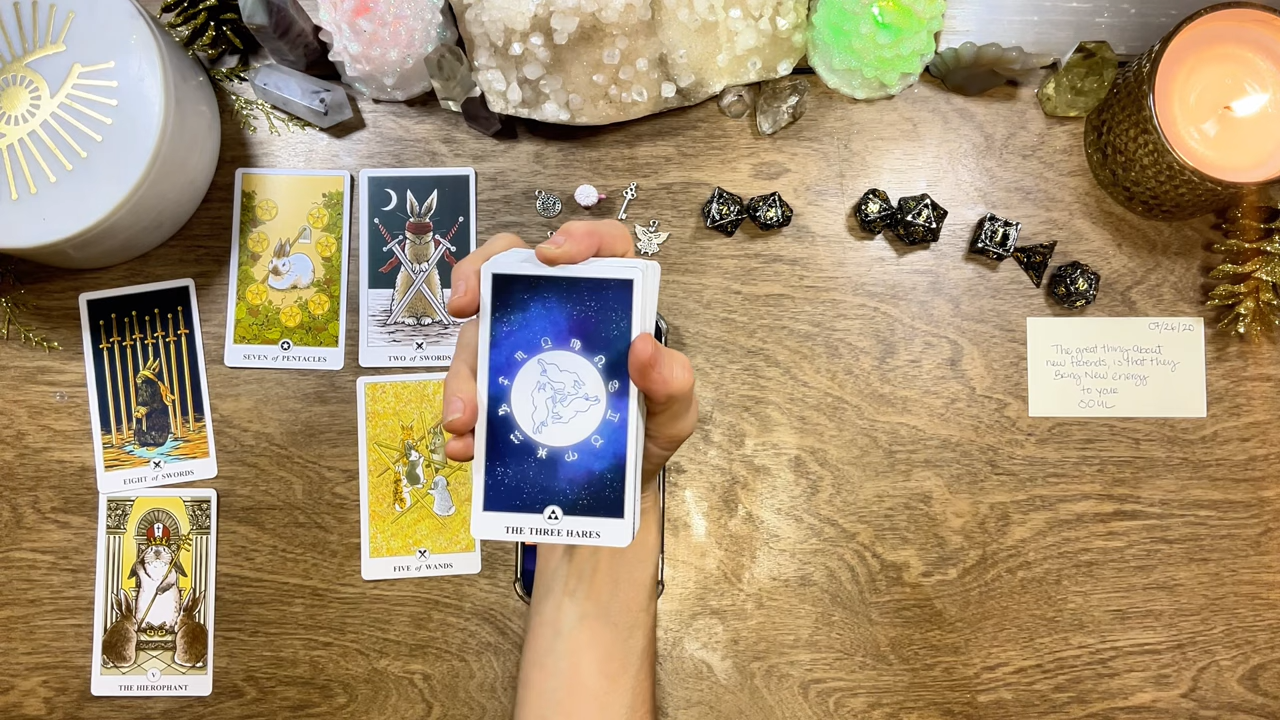 SEVEN of PENTACLES
TWO of SWORDS
EIGHT of SWORDS
FIVE of WANDS
V
THE HIEROPHANT
THE THREE HARES
07/26/20
The great thing about
new friends, is that they
Bring New energy
to your
SOUL